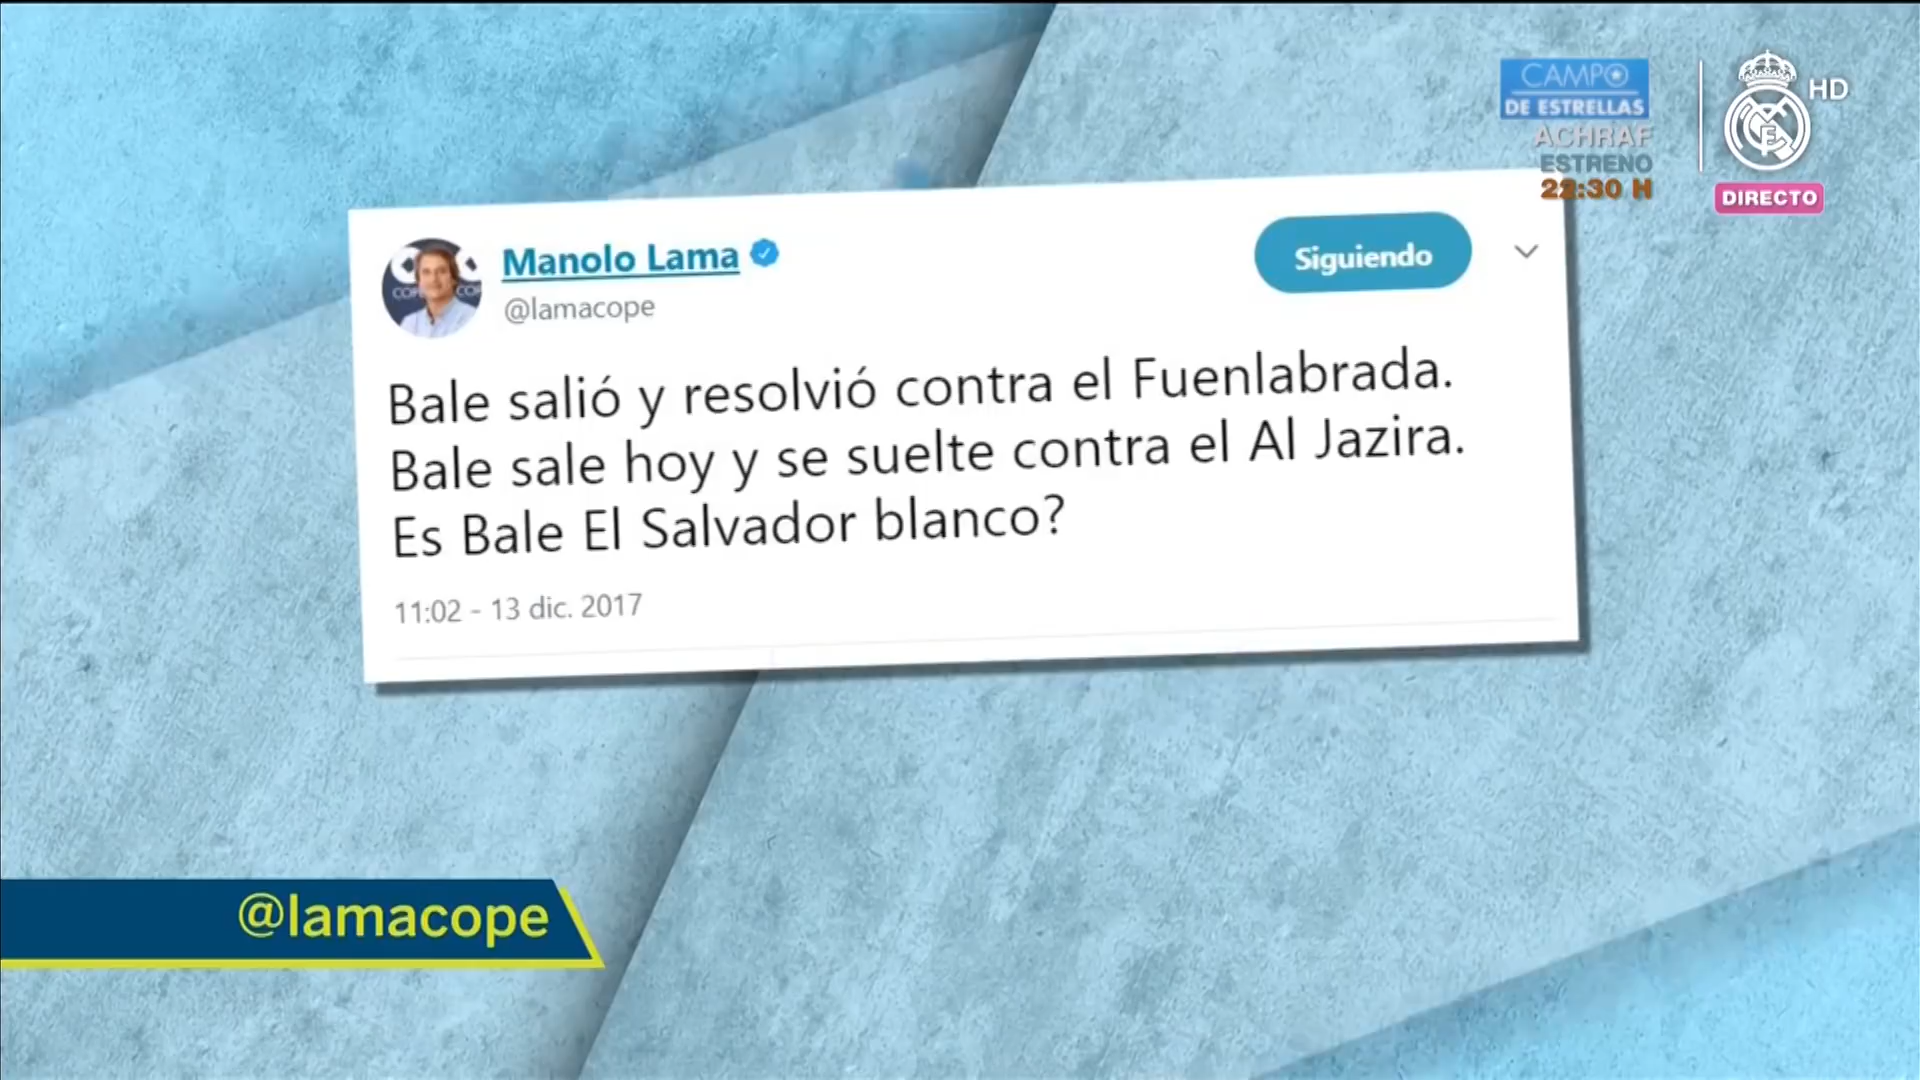 CAMPO
DE ESTRELLAS
ACHRAF
ESTRENO
22:30 H
HD
DIRECTO
Manolo Lama
@lamacope
Siguiendo
Bale salió y resolvió contra el Fuenlabrada.
Bale sale hoy y se suelte contra el Al Jazira.
Es Bale El Salvador blanco?
11:02 - 13 dic. 2017
@lamacope